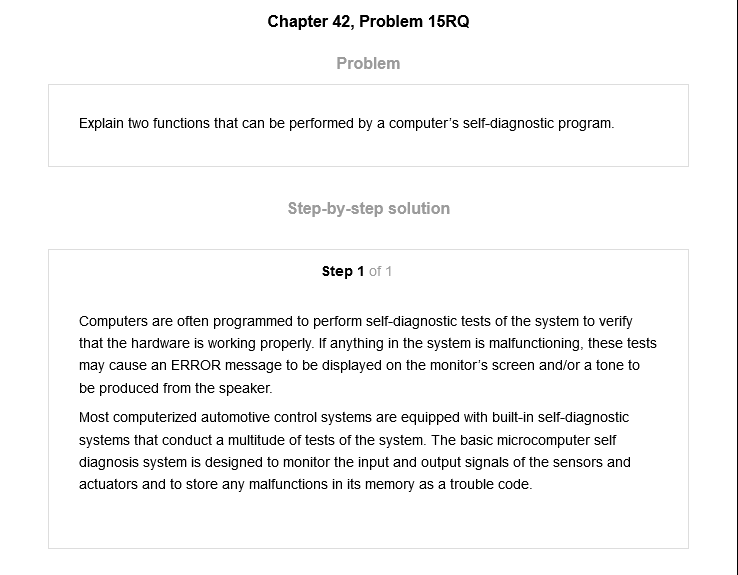 Chapter 42, Problem 15RQ
Problem
Explain two functions that can be performed by a computer’s self-diagnostic program.
Step-by-step solution
Step 1 of 1
Computers are often programmed to perform self-diagnostic tests of the system to verify
that the hardware is working properly. If anything in the system is malfunctioning, these tests
may cause an ERROR message to be displayed on the monitor’s screen and/or a tone to
be produced from the speaker.
Most computerized automotive control systems are equipped with built-in self-diagnostic
systems that conduct a multitude of tests of the system. The basic microcomputer self
diagnosis system is designed to monitor the input and output signals of the sensors and
actuators and to store any malfunctions in its memory as a trouble code.